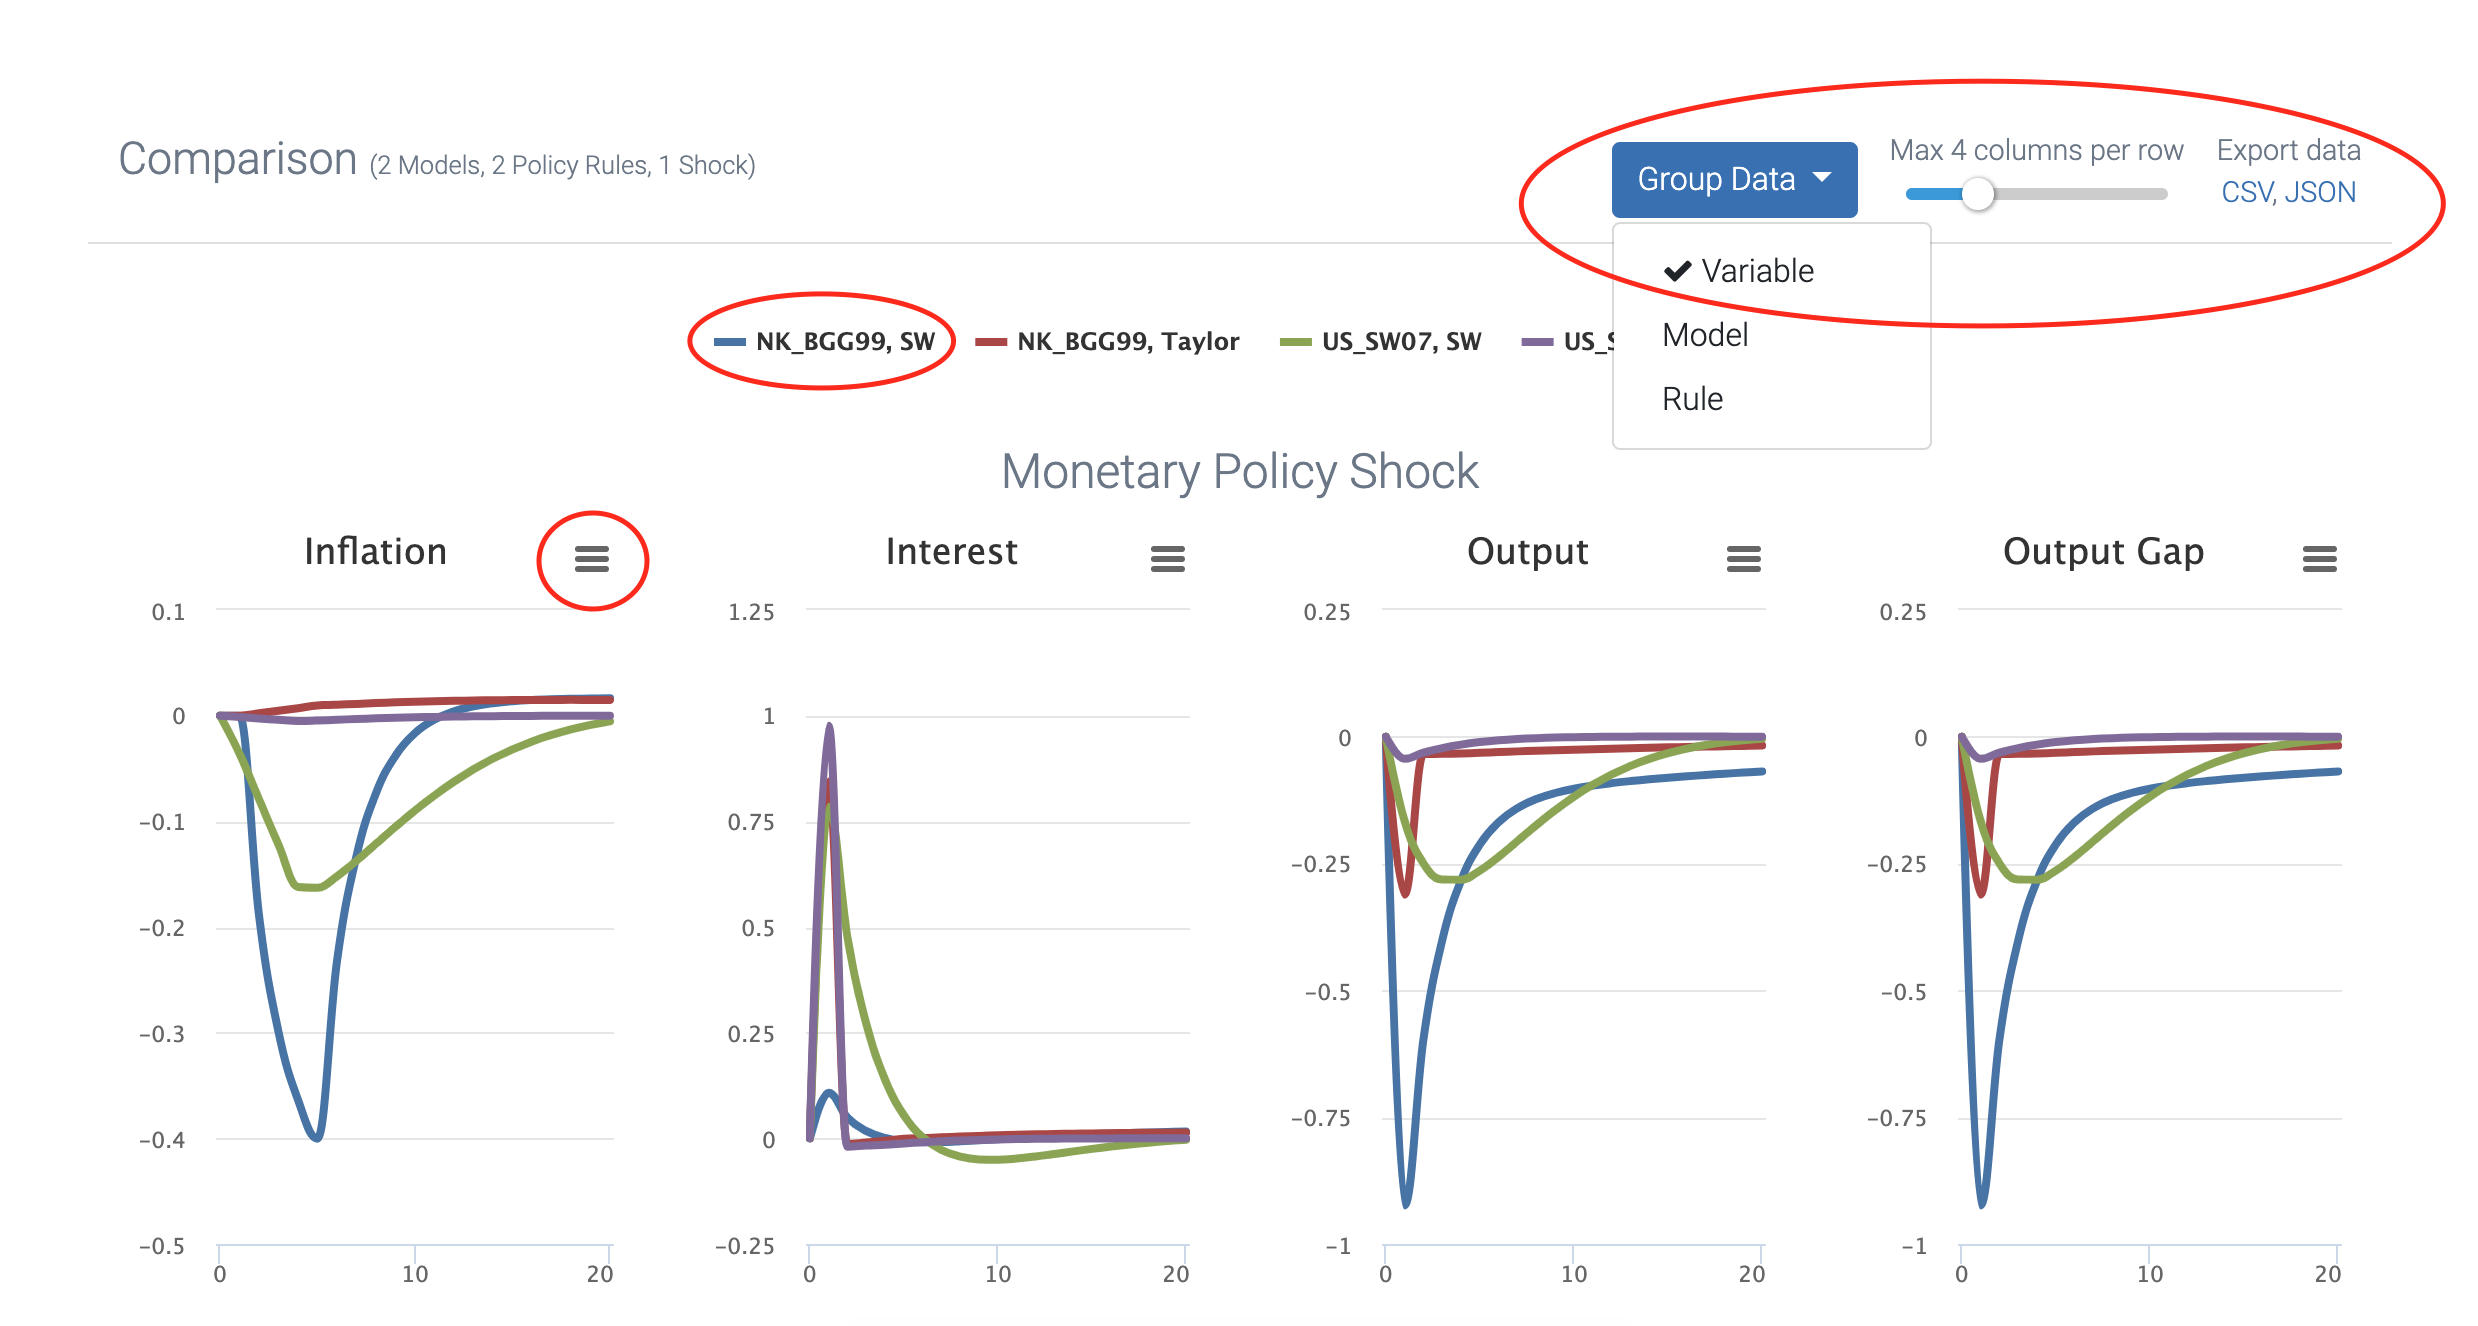 Comparison (2 Models, 2 Policy Rules, 1 Shock)
Group Data
Max 4 columns per row
Export data
CSV, JSON
Variable
Model
Rule
NK_BGG99, SW
NK_BGG99, Taylor
US_SW07, SW
Monetary Policy Shock
Inflation
0.1
0
-0.1
-0.2
-0.3
-0.4
-0.5
0 10 20
Interest
1.25
1
0.75
0.5
0.25
0
-0.25
0 10 20
Output
0.25
0
-0.25
-0.5
-0.75
-1
0 10 20
Output Gap
0.25
0
-0.25
-0.5
-0.75
-1
0 10 20